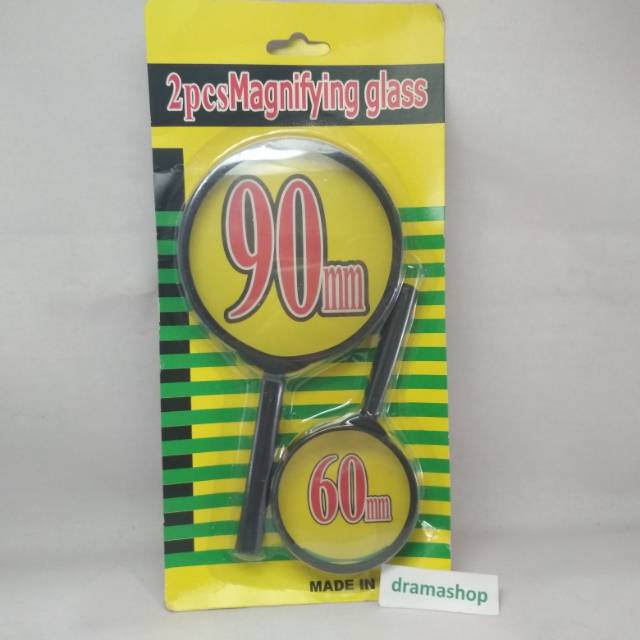 2pcsMagnifying glass
90mm
60mm
MADE IN
dramashop